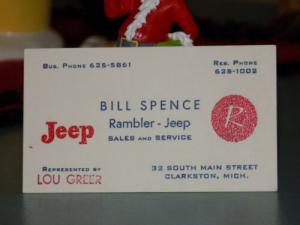 Bus. Phone 625-5861
Res. Phone
625-1002
BILL SPENCE
Rambler - Jeep
SALES AND SERVICE
Jeep
R
Represented by
LOU GREER
32 SOUTH MAIN STREET
CLARKSTON, MICH.